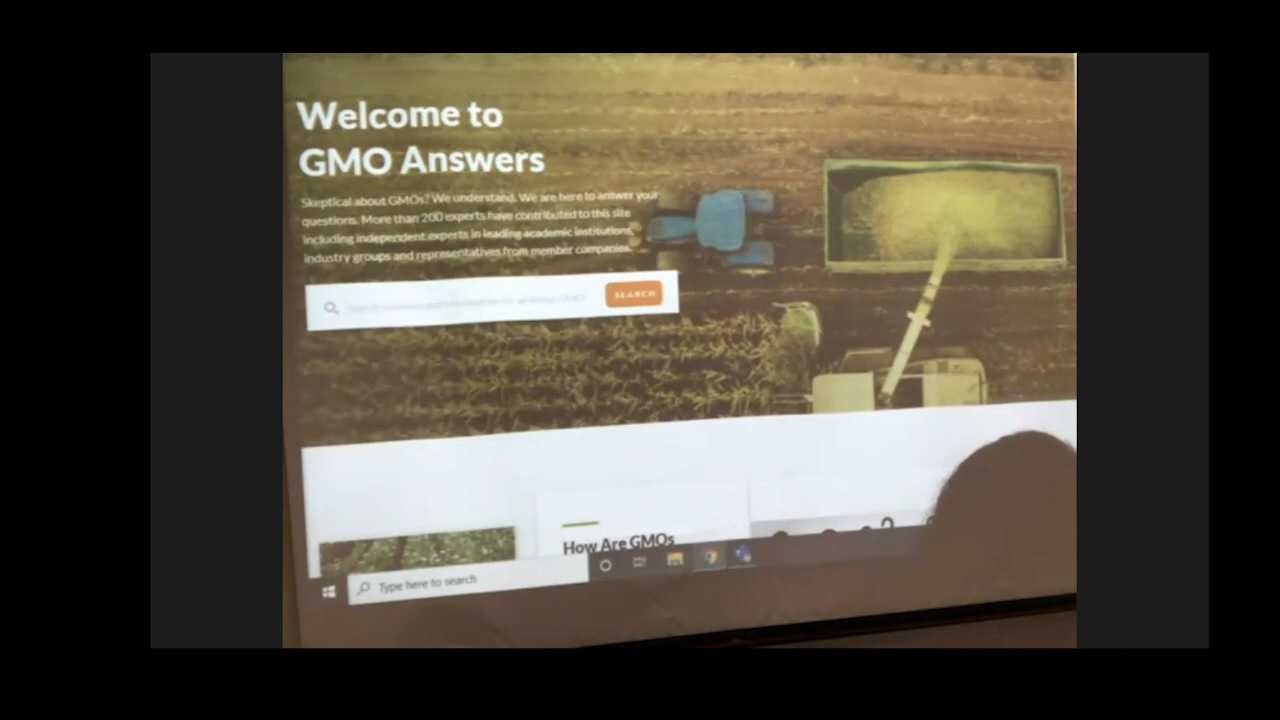 Welcome to
GMO Answers
Skeptical about GMOs? We understand. We are here to answer your
questions. More than 200 experts have contributed to this site
including independent experts in leading academic institutions,
industry groups and representatives from member companies.
SEARCH
How Are GMOs
Type here to search